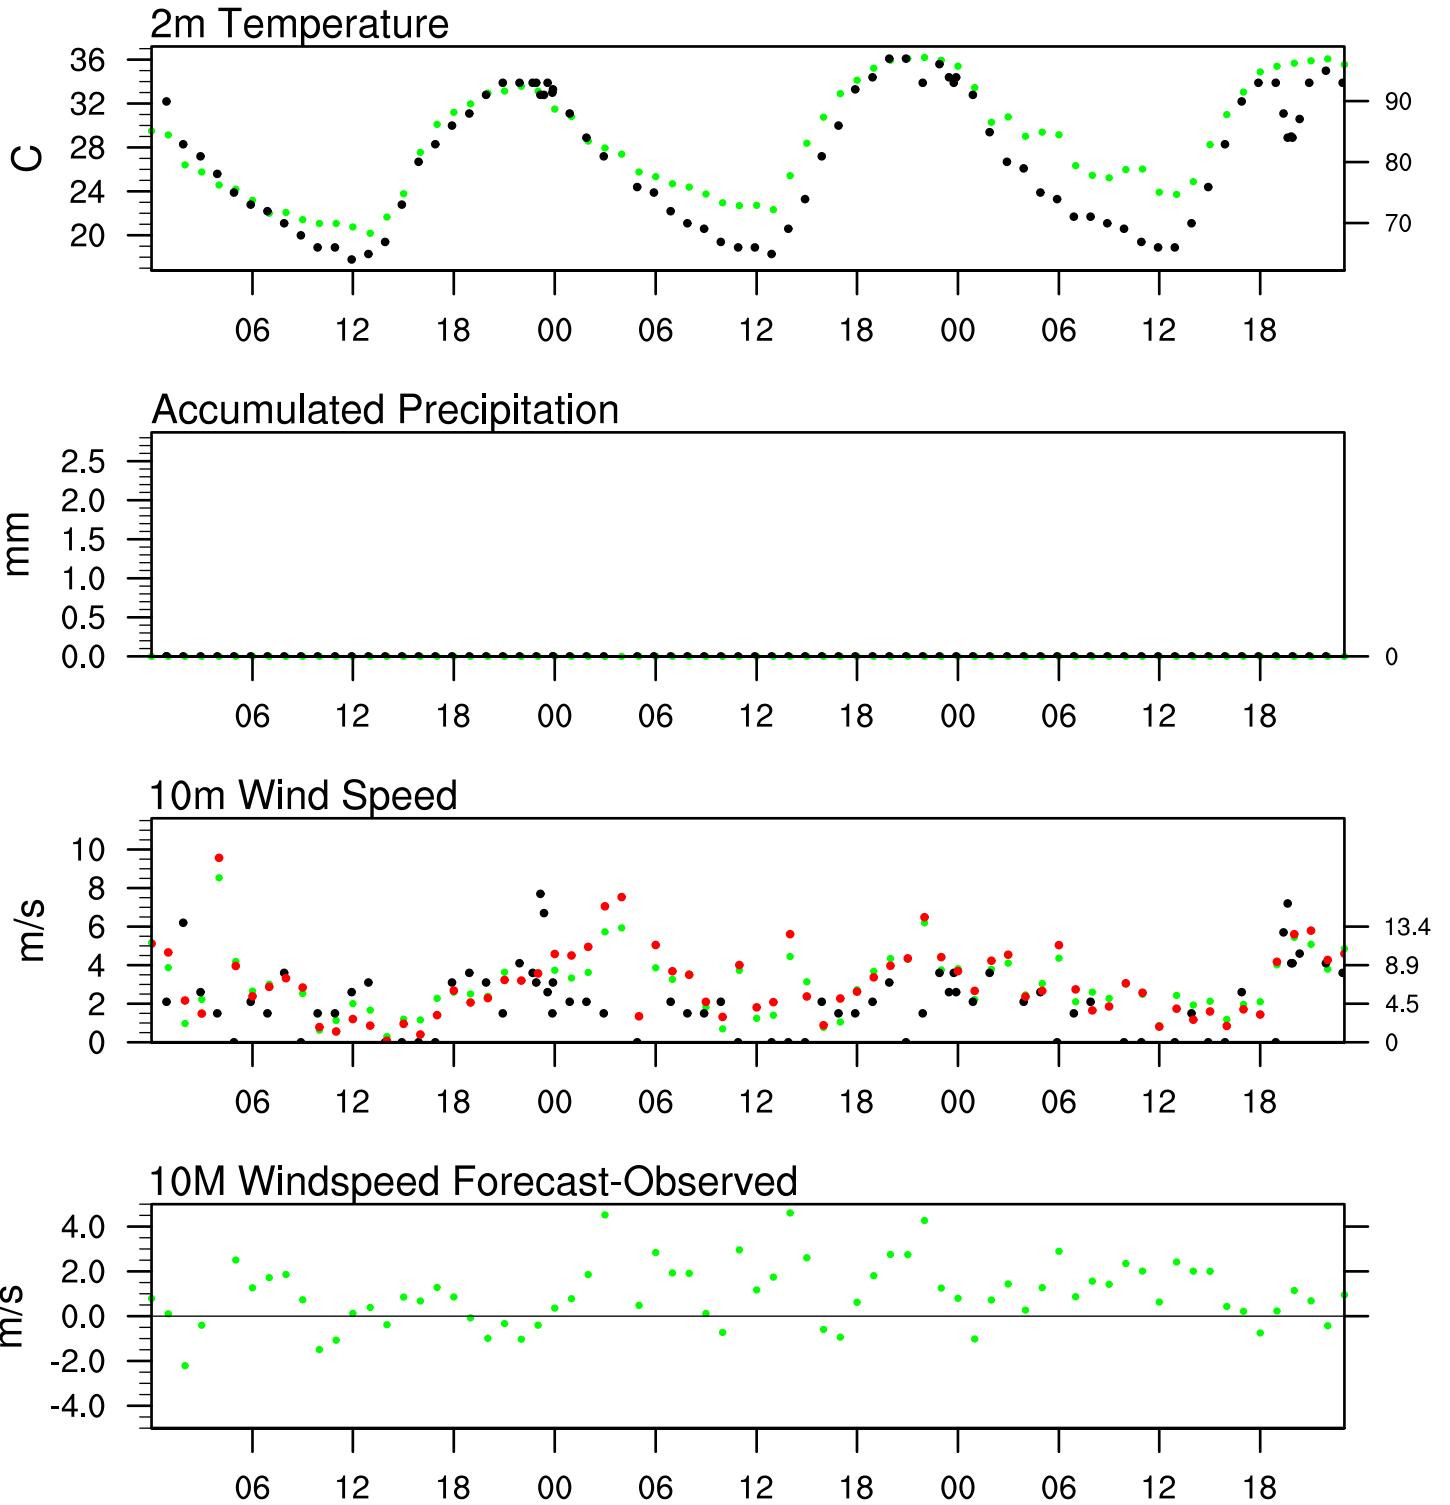 2m Temperature
36
32
28
24
20
C
90
80
70
06 12 18 00 06 12 18 00 06 12 18
Accumulated Precipitation
2.5
2.0
1.5
1.0
0.5
0.0
mm
0
06 12 18 00 06 12 18 00 06 12 18
10m Wind Speed
10
8
6
4
2
0
m/s
13.4
8.9
4.5
0
06 12 18 00 06 12 18 00 06 12 18
10M Windspeed Forecast-Observed
4.0
2.0
0.0
-2.0
-4.0
m/s
06 12 18 00 06 12 18 00 06 12 18